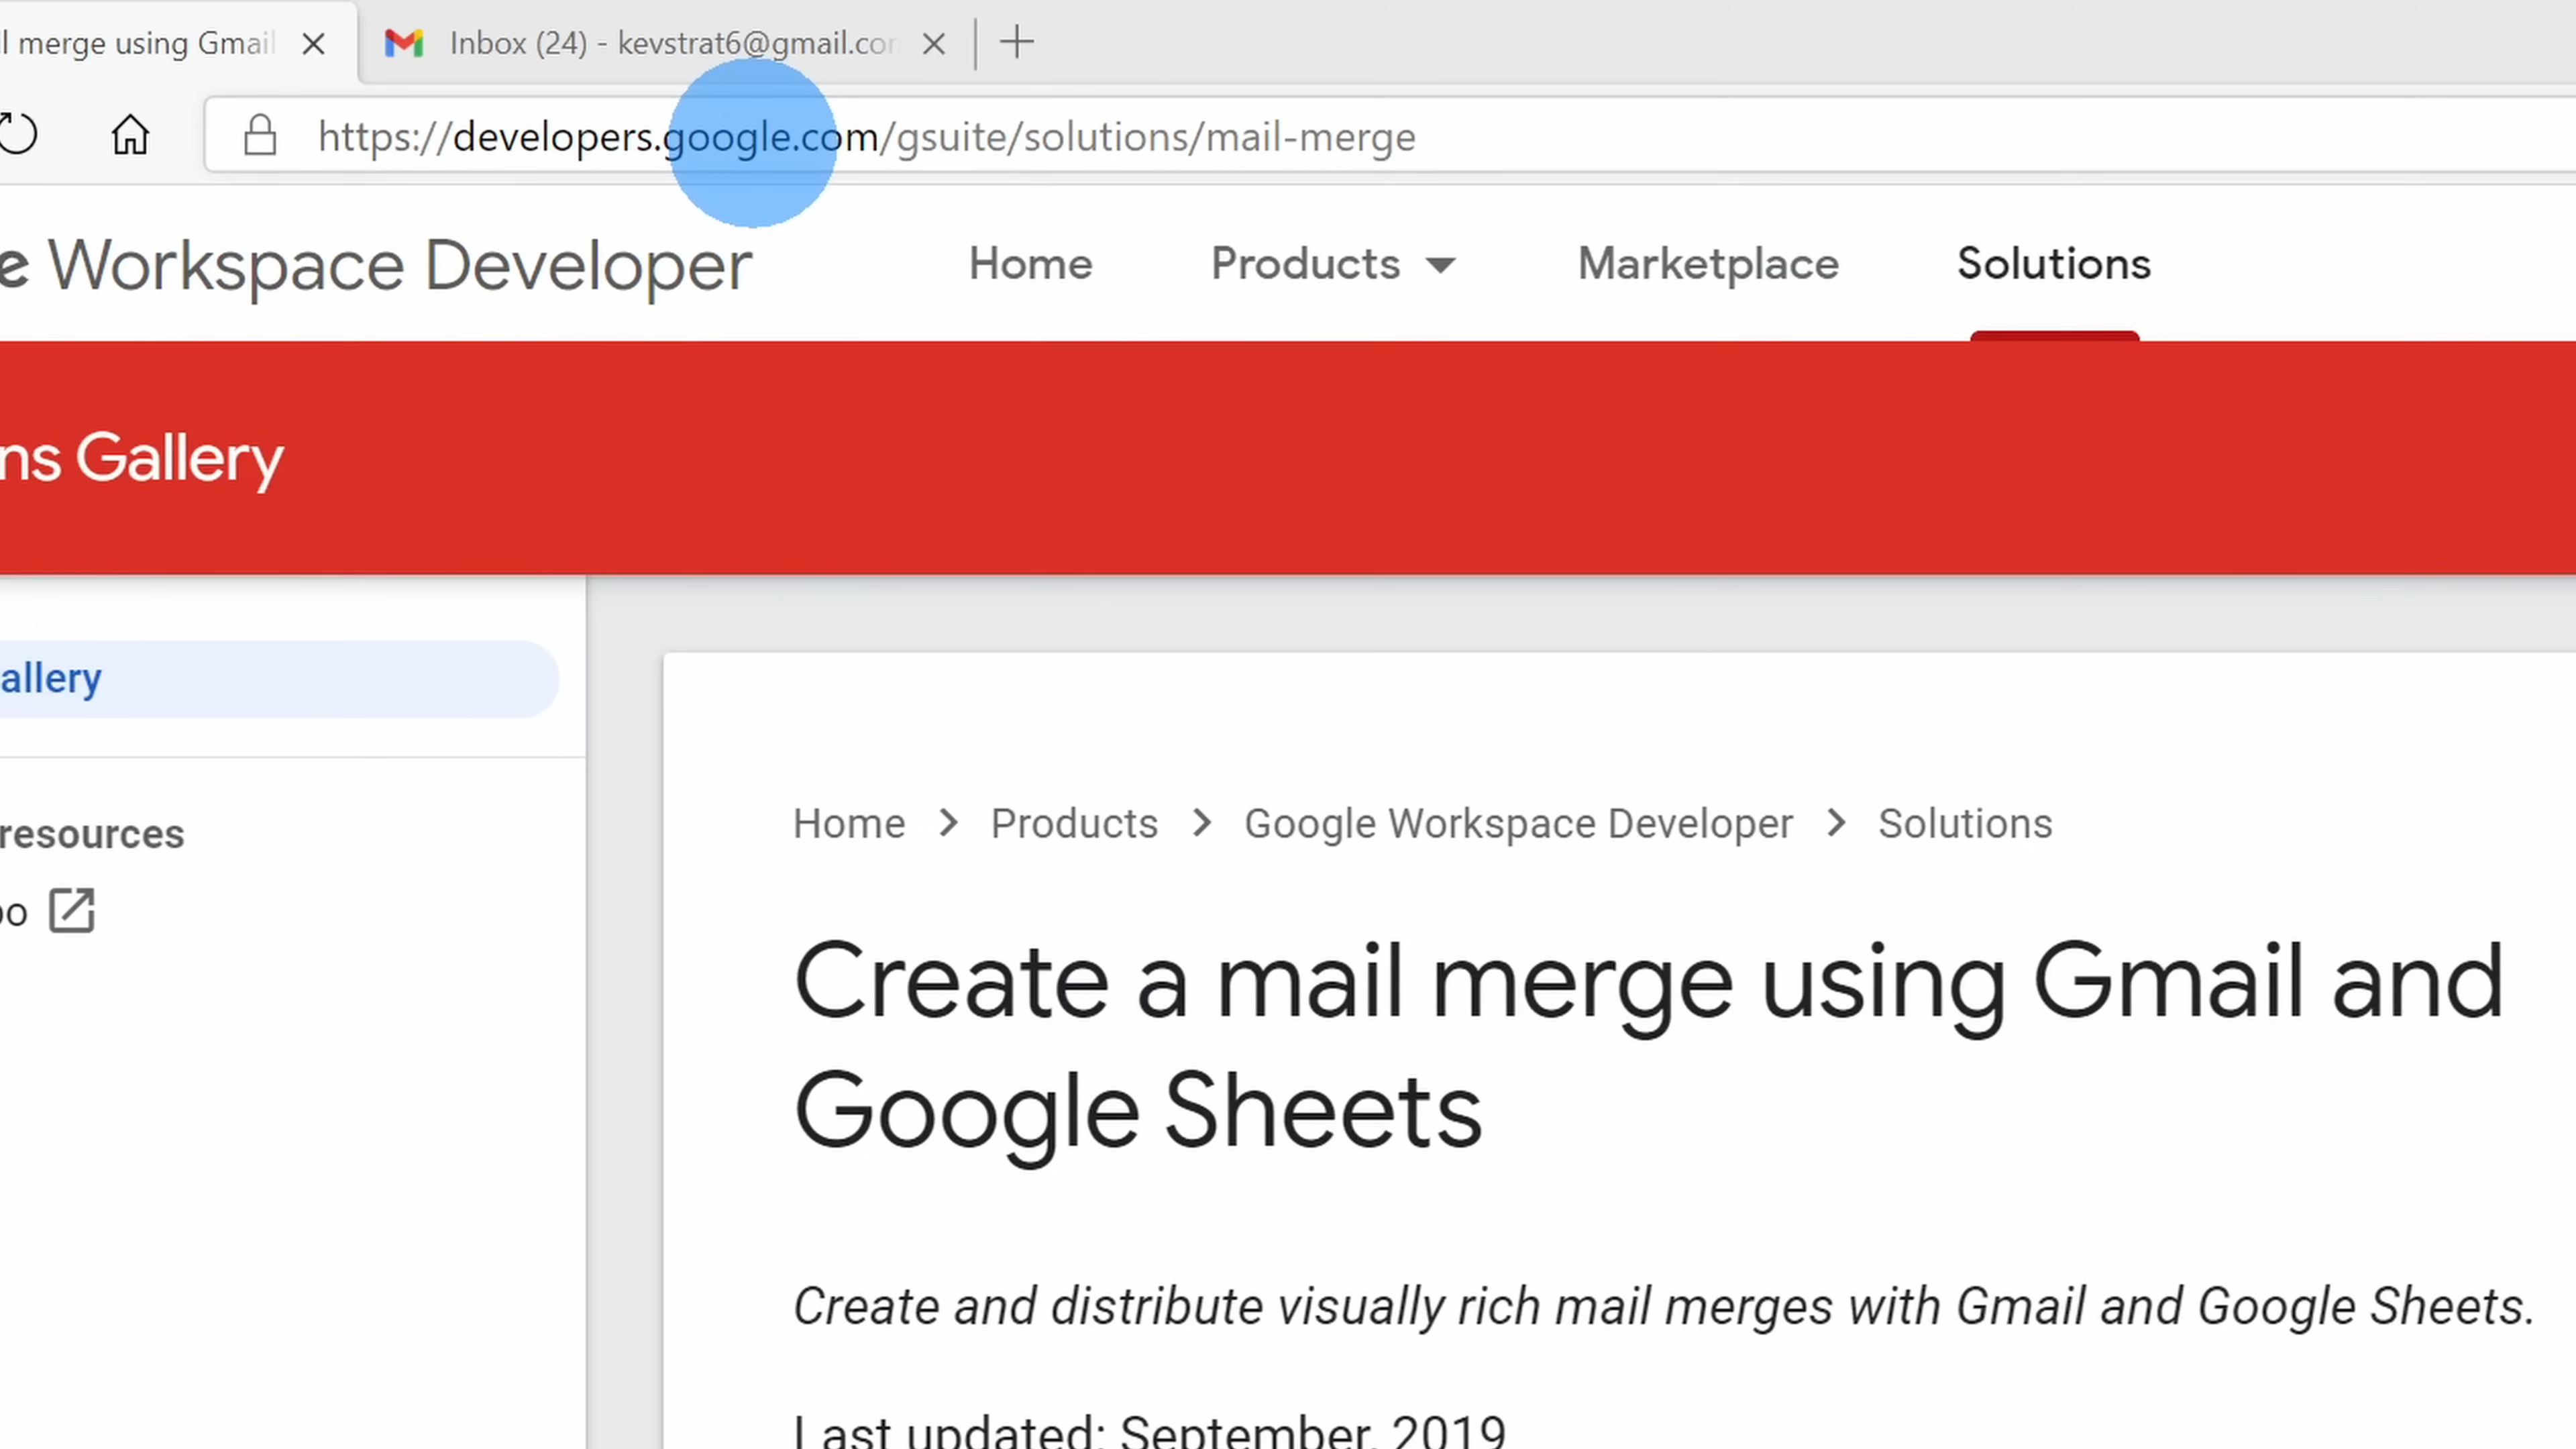 l merge using Gmail
Inbox (24) - kevstrat6@gmail.com
https://developers.google.com/gsuite/solutions/mail-merge
e Workspace Developer
Home
Products
Marketplace
Solutions
ns Gallery
allery
resources
po
Home > Products > Google Workspace Developer > Solutions
Create a mail merge using Gmail and
Google Sheets
Create and distribute visually rich mail merges with Gmail and Google Sheets.
Last updated: September, 2019